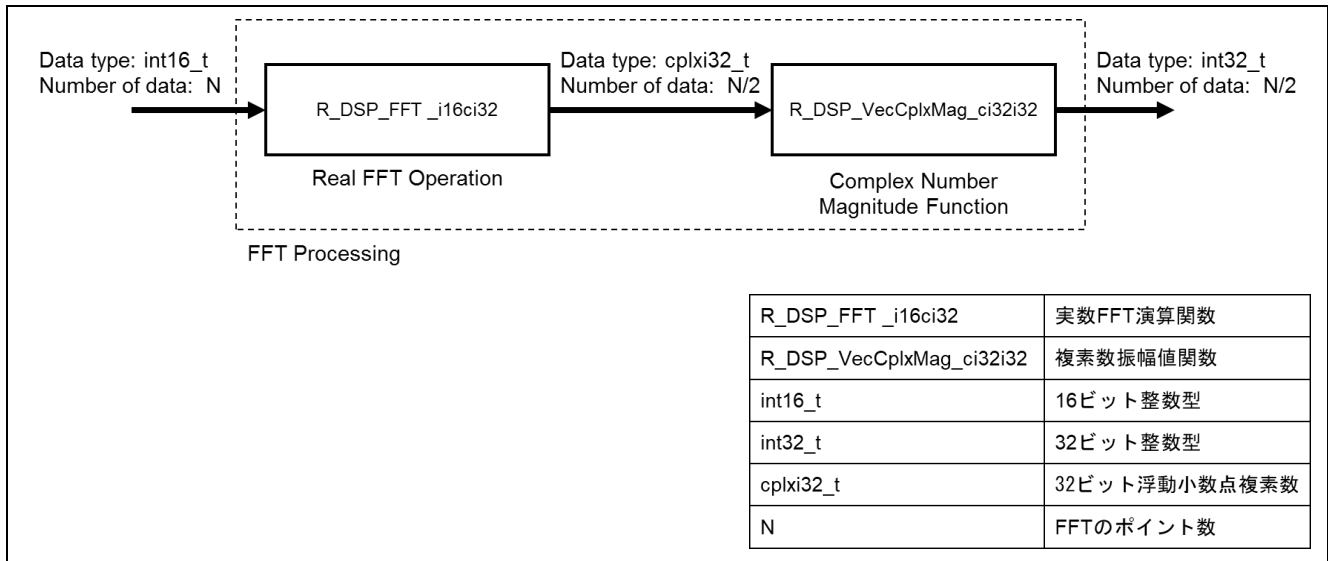 Data type: int16_t
Number of data: N
R_DSP_FFT _i16ci32
Real FFT Operation
Data type: cplxi32_t
Number of data: N/2
R_DSP_VecCplxMag_ci32i32
Complex Number
Magnitude Function
Data type: int32_t
Number of data: N/2
FFT Processing
R_DSP_FFT _i16ci32 実数FFT演算関数
R_DSP_VecCplxMag_ci32i32 複素数振幅値関数
int16_t 16ビット整数型
int32_t 32ビット整数型
cplxi32_t 32ビット浮動小数点複素数
N FFTのポイント数